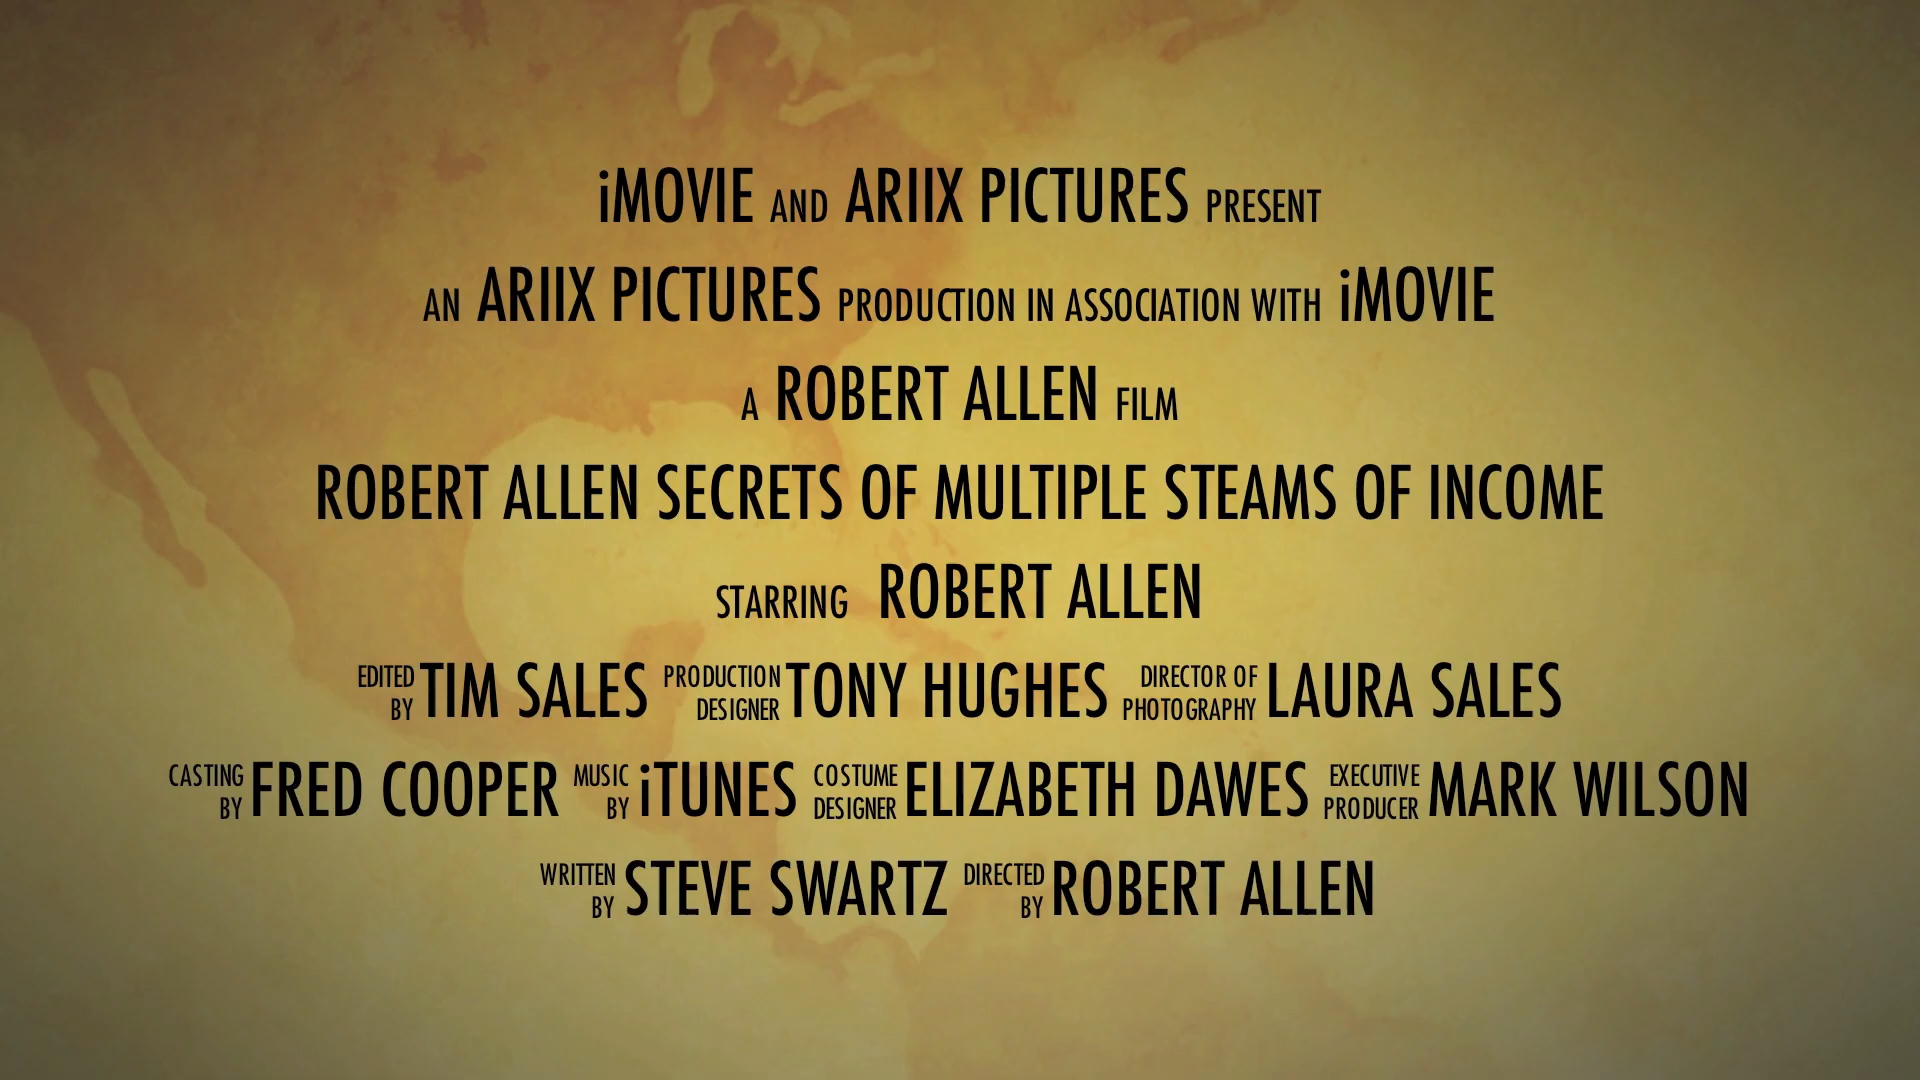 iMOVIE AND ARIIX PICTURES PRESENT
AN ARIIX PICTURES PRODUCTION IN ASSOCIATION WITH iMOVIE
A ROBERT ALLEN FILM
ROBERT ALLEN SECRETS OF MULTIPLE STEAMS OF INCOME
STARRING ROBERT ALLEN
EDITED BY TIM SALES PRODUCTION DESIGNER TONY HUGHES DIRECTOR OF PHOTOGRAPHY LAURA SALES
CASTING BY FRED COOPER MUSIC BY iTUNES COSTUME DESIGNER ELIZABETH DAWES EXECUTIVE PRODUCER MARK WILSON
WRITTEN BY STEVE SWARTZ DIRECTED BY ROBERT ALLEN